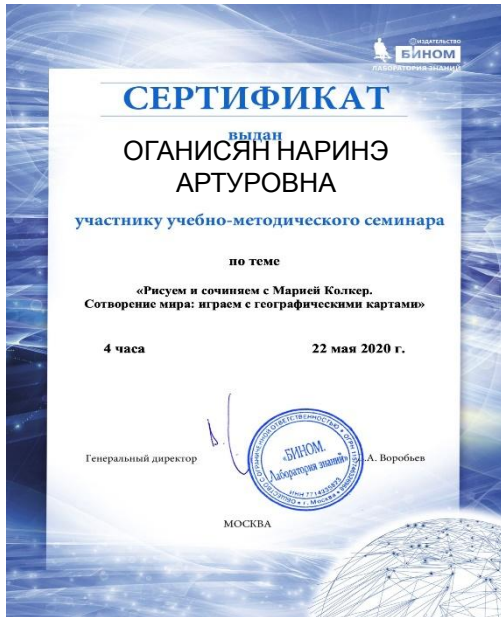 ИЗДАТЕЛЬСТВО
БИНОМ
ЛАБОРАТОРИЯ ЗНАНИЙ
СЕРТИФИКАТ
выдан
ОГАНИСЯН НАРИНЭ
АРТУРОВНА
участнику учебно-методического семинара
по теме
«Рисуем и сочиняем с Марией Колкер.
Сотворение мира: играем с географическими картами»
4 часа 22 мая 2020 г.
«БИНОМ.
Лаборатория знаний»
Генеральный директор .А. Воробьев
МОСКВА